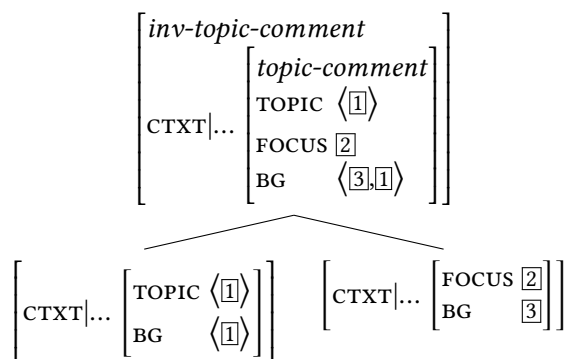 inv-topic-comment
CTXT|... topic-comment
TOPIC ⟨1⟩
FOCUS 2
BG ⟨3,1⟩
CTXT|... TOPIC ⟨1⟩
BG ⟨1⟩
CTXT|... FOCUS 2
BG 3